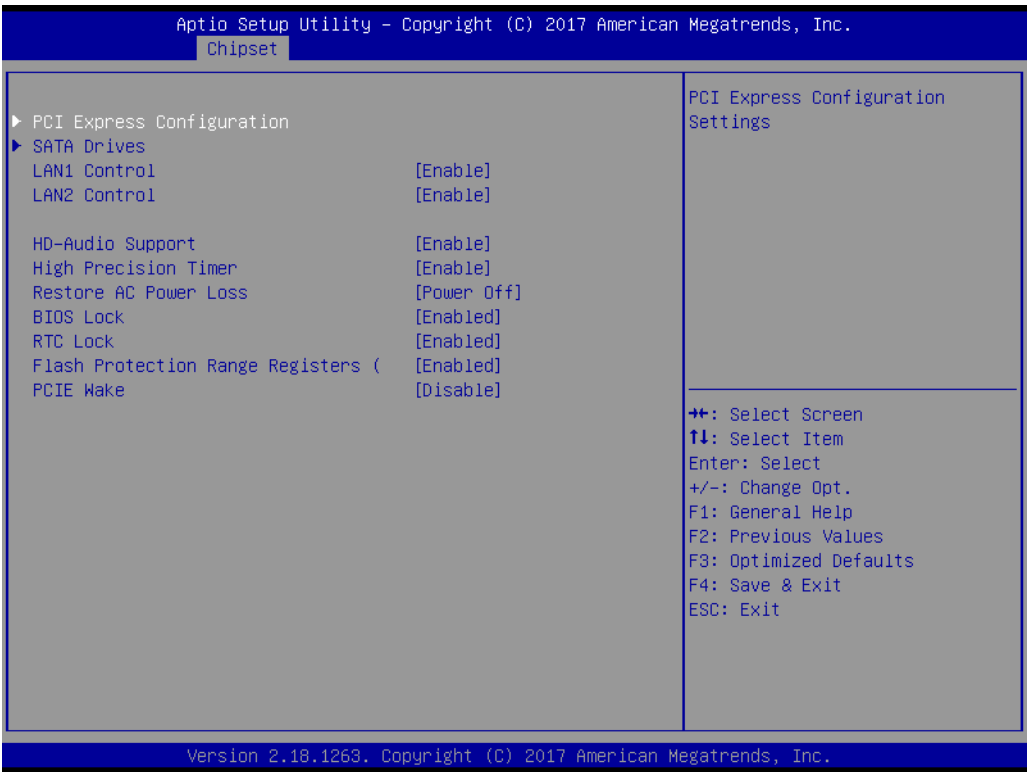 Aptio Setup Utility – Copyright (C) 2017 American Megatrends, Inc.
Chipset
PCI Express Configuration
SATA Drives
LAN1 Control [Enable]
LAN2 Control [Enable]
HD-Audio Support [Enable]
High Precision Timer [Enable]
Restore AC Power Loss [Power Off]
BIOS Lock [Enabled]
RTC Lock [Enabled]
Flash Protection Range Registers ( [Enabled]
PCIE Wake [Disable]
PCI Express Configuration
Settings
→←: Select Screen
↑↓: Select Item
Enter: Select
+/-: Change Opt.
F1: General Help
F2: Previous Values
F3: Optimized Defaults
F4: Save & Exit
ESC: Exit
Version 2.18.1263. Copyright (C) 2017 American Megatrends, Inc.